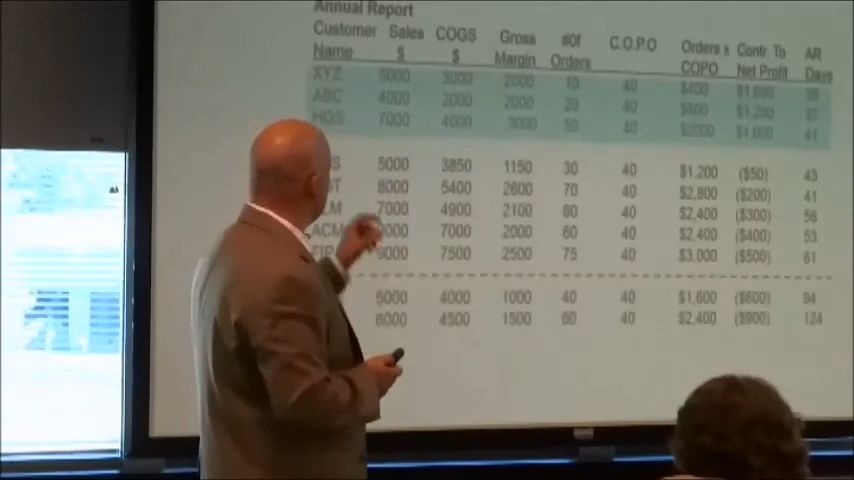 Annual Report
Customer Sales COGS Gross #Of C.O.P.O Orders x Contr To AR
Name $ $ Margin Orders COPO Net Profit Days
XYZ 5000 3000 2000 10 40 $400 $1,600
ABC 4000 2000 2000 20 40 $800 $1,200 37
HGS 7000 4000 3000 50 40 $2000 $1,000 41
5000 3850 1150 30 40 $1,200 ($50) 43
8000 5400 2600 70 40 $2,800 ($200) 41
7000 4900 2100 60 40 $2,400 ($300) 56
ACM 9000 7000 2000 60 40 $2,400 ($400) 53
9000 7500 2500 75 40 $3,000 ($500) 61
5000 4000 1000 40 40 $1,600 ($600) 94
6000 4500 1500 60 40 $2,400 ($900) 124